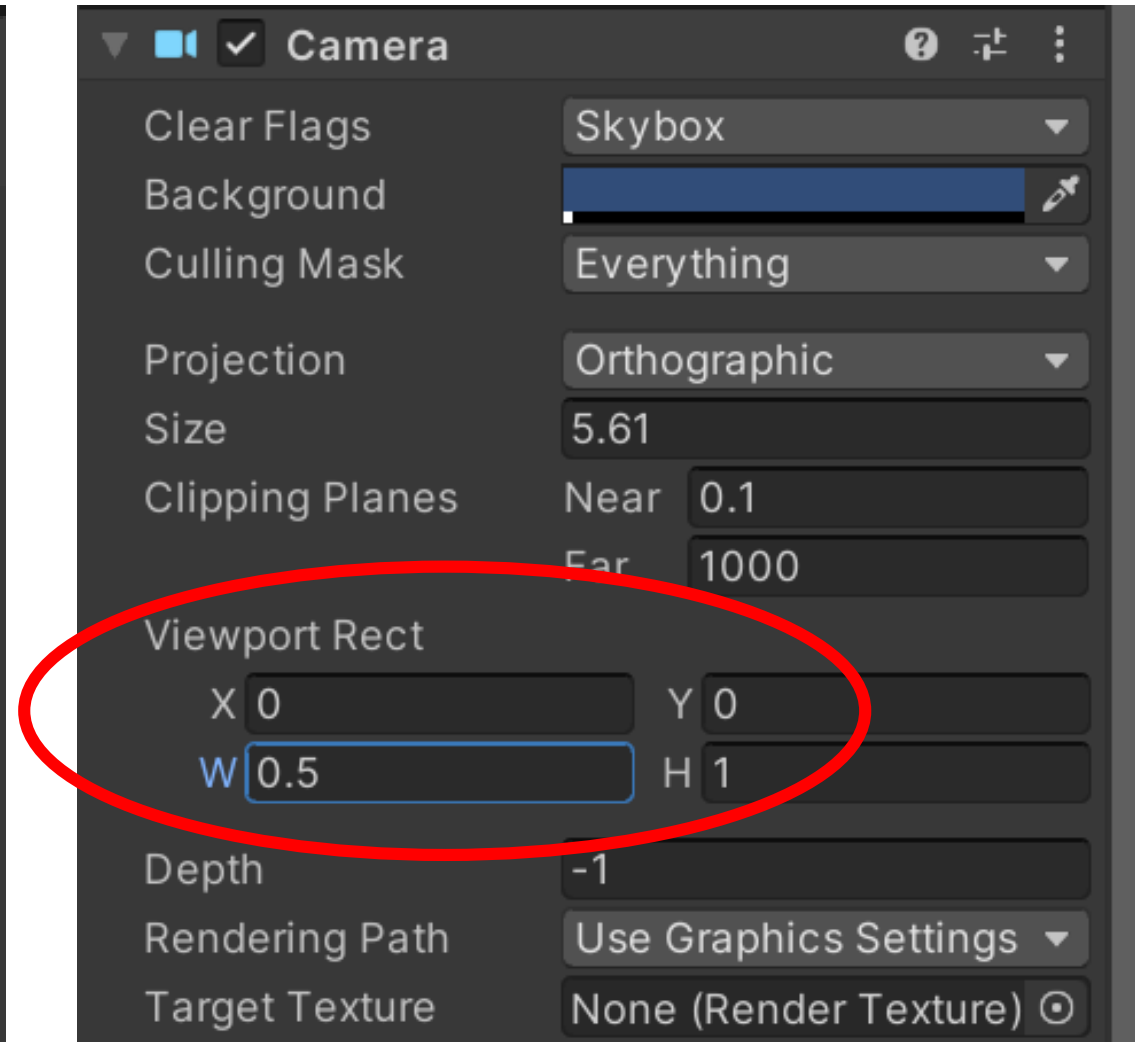 Camera
Clear Flags Skybox
Background
Culling Mask Everything
Projection Orthographic
Size 5.61
Clipping Planes Near 0.1
Far 1000
Viewport Rect
X 0 Y 0
W 0.5 H 1
Depth -1
Rendering Path Use Graphics Settings
Target Texture None (Render Texture)